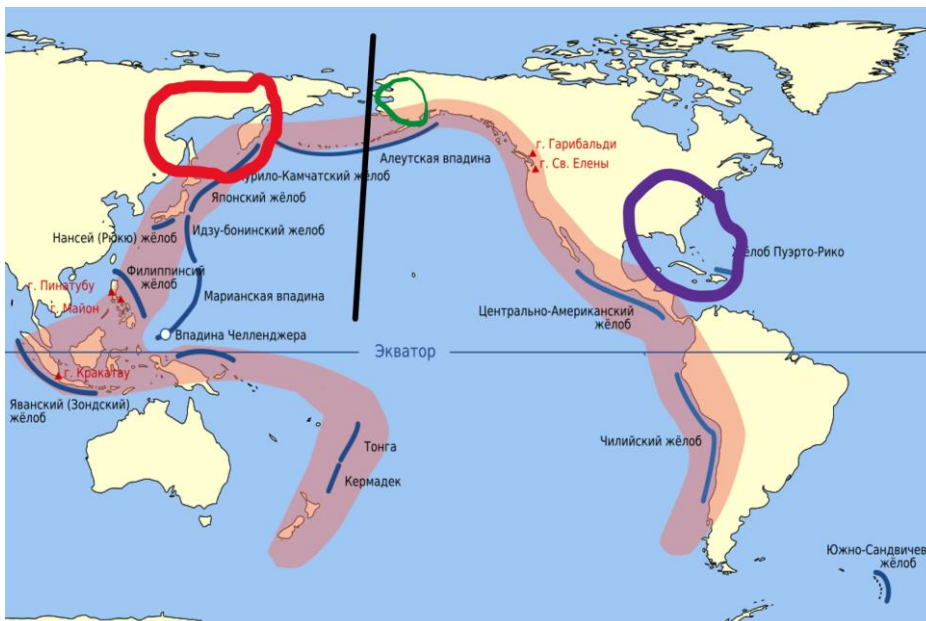 г. Гарибальди
г. Св. Елены
Алеутская впадина
урило-Камчатский жёлоб
Японский жёлоб
Нансей (Рюкю) жёлоб
Идзу-бонинский желоб
жёлоб Пуэрто-Рико
Филиппинсий
жёлоб
г. Пинатубу
г. Майон
Марианская впадина
Центрально-Американский
жёлоб
Впадина Челленджера
Экватор
г. Кракатау
Яванский (Зондский)
жёлоб
Чилийский жёлоб
Тонга
Кермадек
Южно-Сандвичев
жёлоб